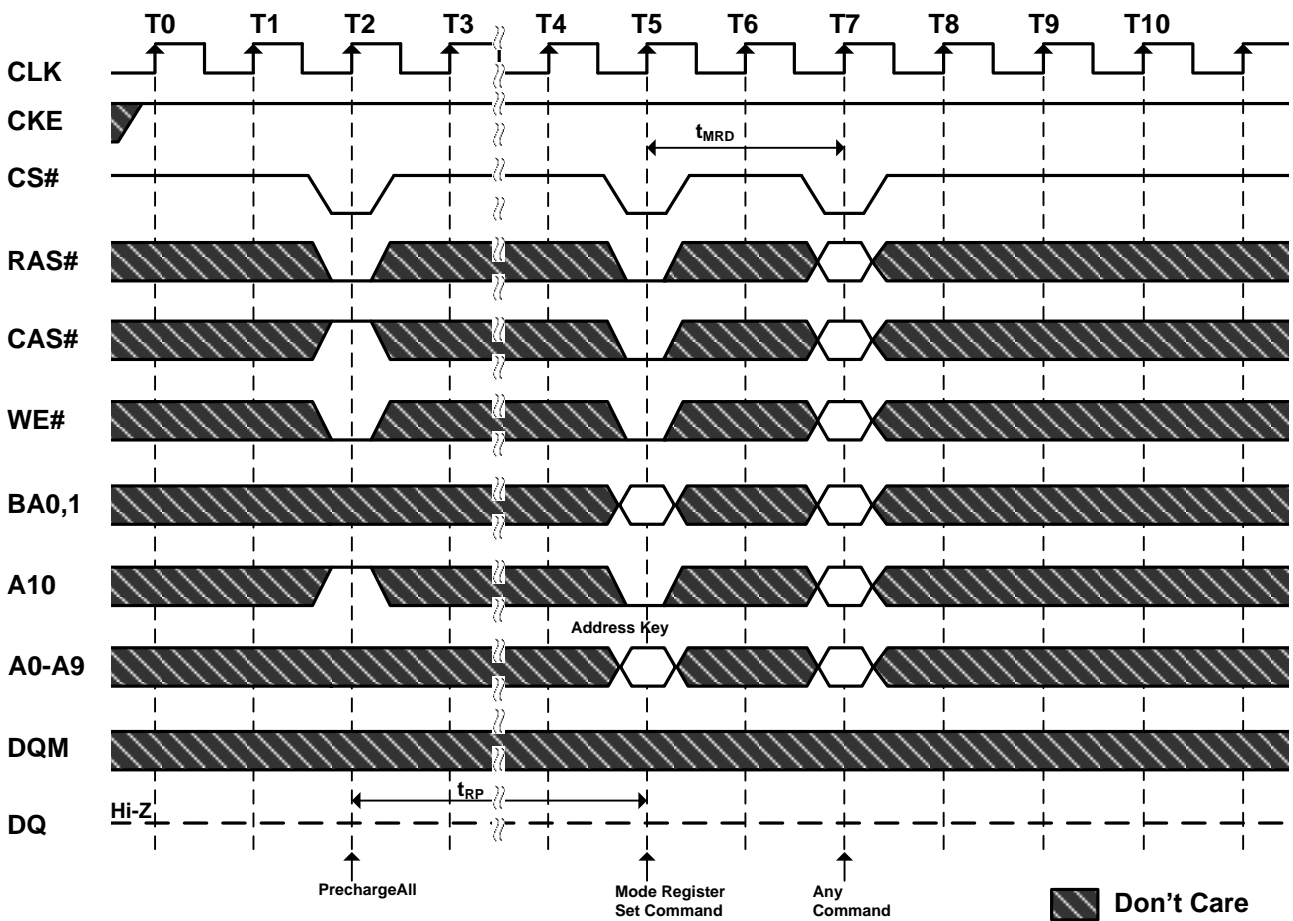 T0 T1 T2 T3 T4 T5 T6 T7 T8 T9 T10
CLK
CKE
tMRD
CS#
RAS#
CAS#
WE#
BA0,1
A10
Address Key
A0-A9
DQM
tRP
Hi-Z
DQ
PrechargeAll
Mode Register
Set Command
Any
Command
Don't Care